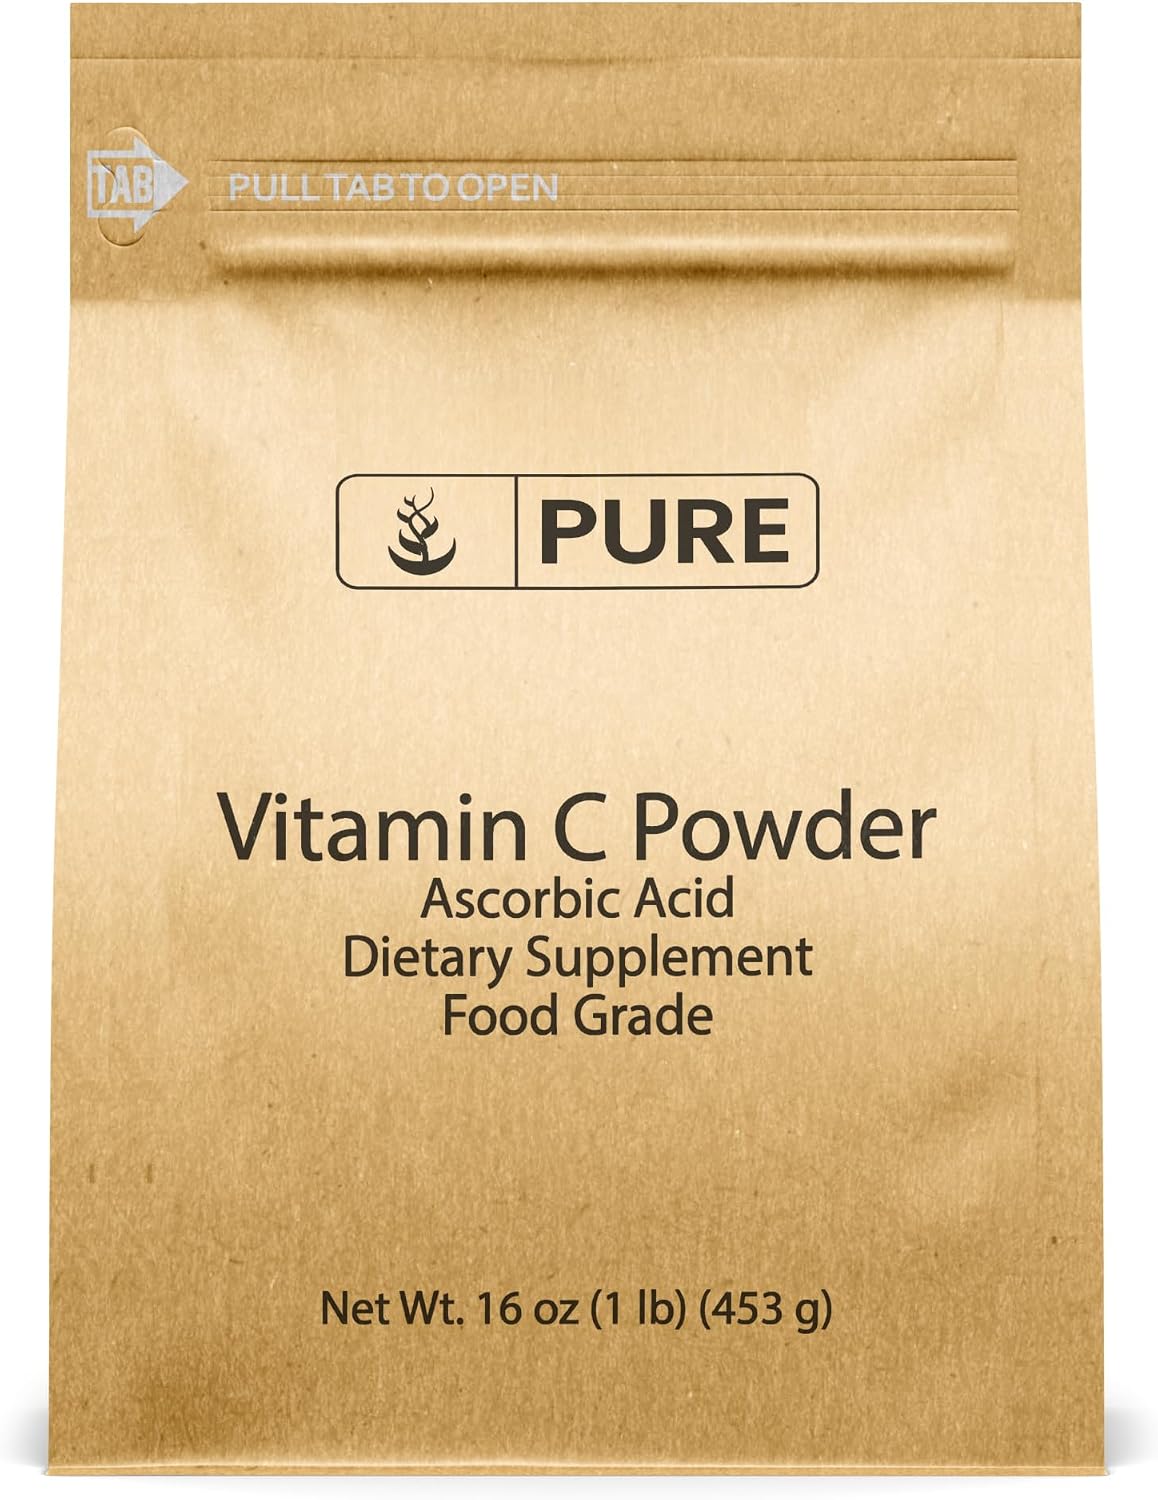 TAB
PULL TAB TO OPEN
PURE
Vitamin C Powder
Ascorbic Acid
Dietary Supplement
Food Grade
Net Wt. 16 oz (1 lb) (453 g)